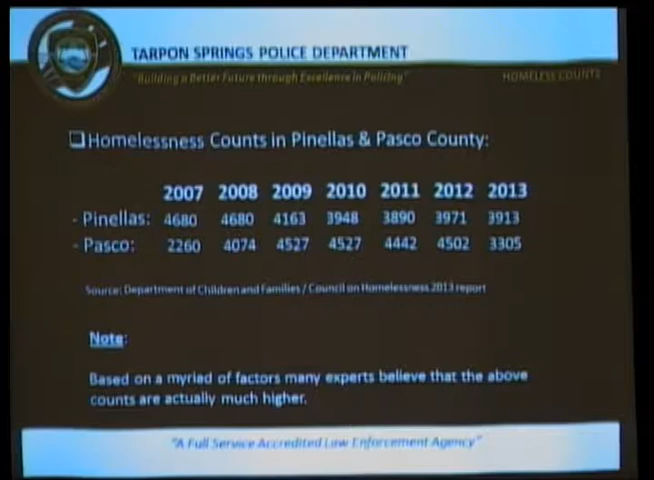 TARPON SPRINGS POLICE DEPARTMENT
"Building a Better Future through Excellence in Policing"
HOMELESS COUNTS
❑Homelessness Counts in Pinellas & Pasco County:
2007 2008 2009 2010 2011 2012 2013
- Pinellas: 4680 4680 4163 3948 3890 3971 3913
- Pasco: 2260 4074 4527 4527 4442 4502 3305
Source: Department of Children and Families / Council on Homelessness 2013 report
Note:
Based on a myriad of factors many experts believe that the above
counts are actually much higher.
"A Full Service Accredited Law Enforcement Agency"